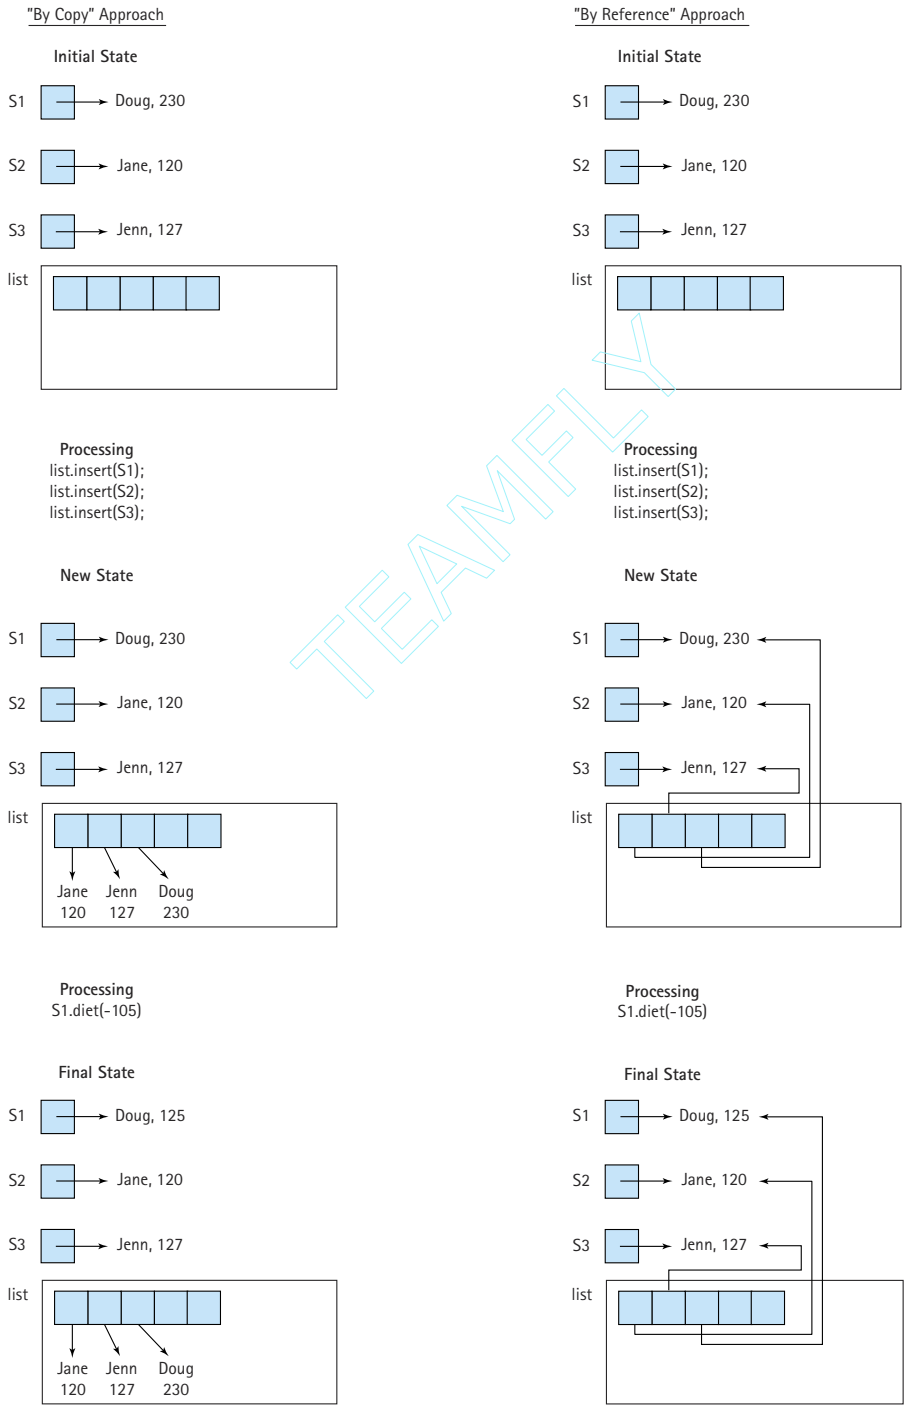 "By Copy" Approach
Initial State
S1 Doug, 230
S2 Jane, 120
S3 Jenn, 127
list
Processing
list.insert(S1);
list.insert(S2);
list.insert(S3);
New State
S1 Doug, 230
S2 Jane, 120
S3 Jenn, 127
list
Jane Jenn Doug
120 127 230
Processing
S1.diet(-105)
Final State
S1 Doug, 125
S2 Jane, 120
S3 Jenn, 127
list
Jane Jenn Doug
120 127 230
"By Reference" Approach
Initial State
S1 Doug, 230
S2 Jane, 120
S3 Jenn, 127
list
Processing
list.insert(S1);
list.insert(S2);
list.insert(S3);
New State
S1 Doug, 230
S2 Jane, 120
S3 Jenn, 127
list
Processing
S1.diet(-105)
Final State
S1 Doug, 125
S2 Jane, 120
S3 Jenn, 127
list
TEAMFLY